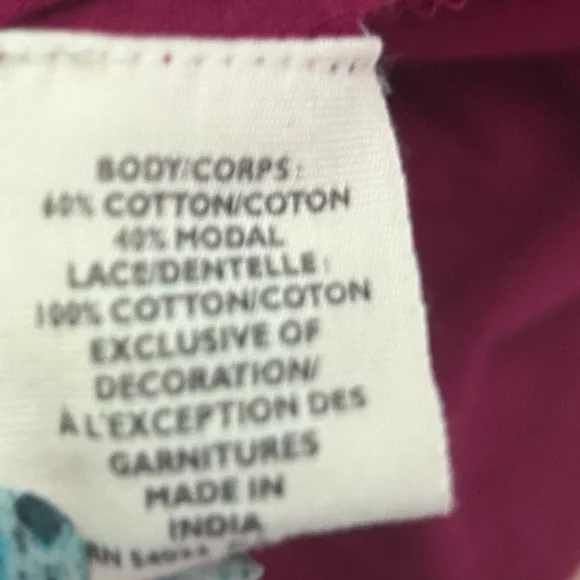 BODY/CORPS:
60% COTTON/COTON
40% MODAL
LACE/DENTELLE:
100% COTTON/COTON
EXCLUSIVE OF
DECORATION/
À L'EXCEPTION DES
GARNITURES
MADE IN
INDIA
RN